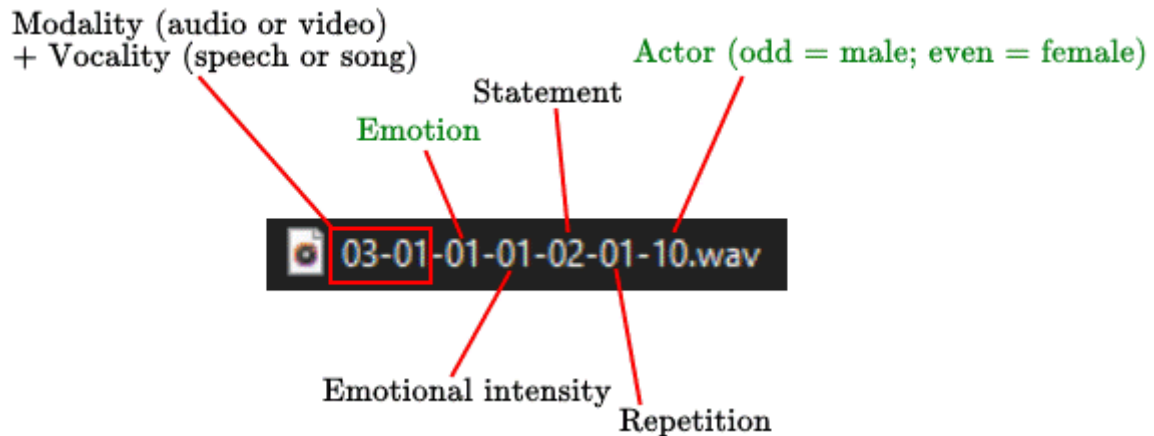 Modality (audio or video)
+ Vocality (speech or song)
Actor (odd = male; even = female)
Statement
Emotion
03-01-01-01-02-01-10.wav
Emotional intensity
Repetition